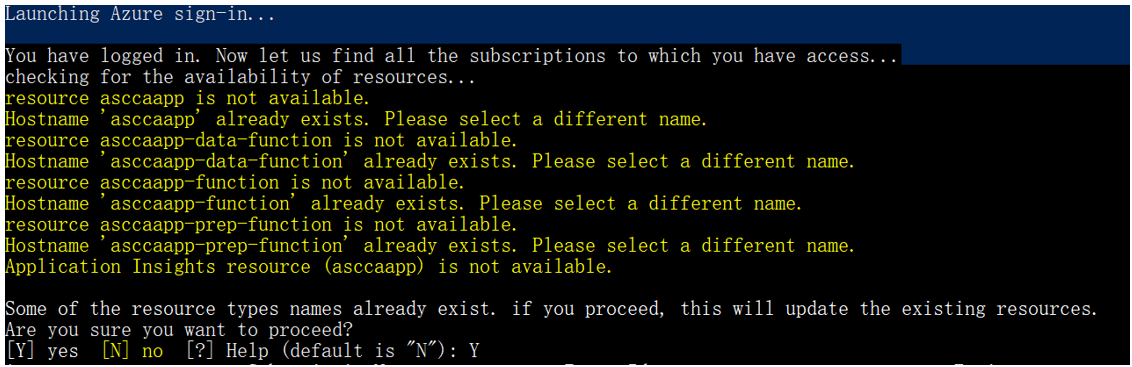 Launching Azure sign-in...
You have logged in. Now let us find all the subscriptions to which you have access...
checking for the availability of resources...
resource asccaapp is not available.
Hostname 'asccaapp' already exists. Please select a different name.
resource asccaapp-data-function is not available.
Hostname 'asccaapp-data-function' already exists. Please select a different name.
resource asccaapp-function is not available.
Hostname 'asccaapp-function' already exists. Please select a different name.
resource asccaapp-prep-function is not available.
Hostname 'asccaapp-prep-function' already exists. Please select a different name.
Application Insights resource (asccaapp) is not available.
Some of the resource types names already exist. if you proceed, this will update the existing resources.
Are you sure you want to proceed?
[Y] yes  [N] no  [?] Help (default is "N"): Y